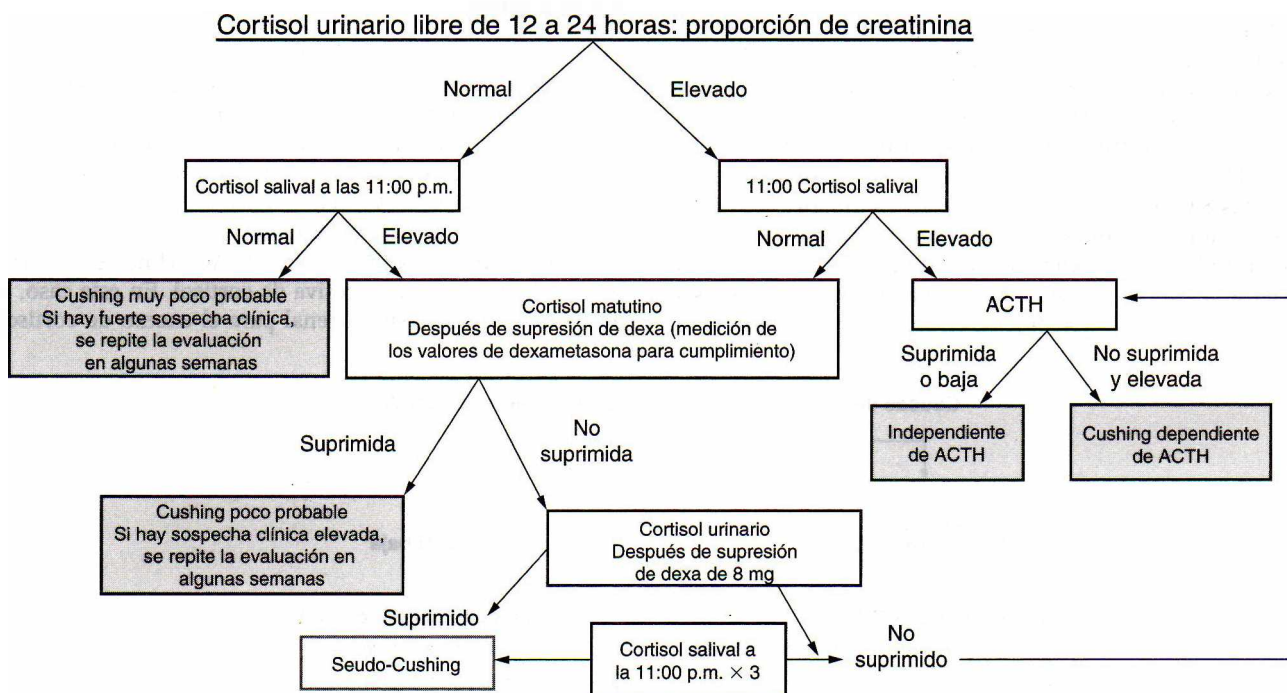 Cortisol urinario libre de 12 a 24 horas: proporción de creatinina
Normal
Elevado
Cortisol salival a las 11:00 p.m.
11:00 Cortisol salival
Normal
Elevado
Normal
Elevado
Cushing muy poco probable
Si hay fuerte sospecha clínica,
se repite la evaluación
en algunas semanas
Cortisol matutino
Después de supresión de dexa (medición de
los valores de dexametasona para cumplimiento)
ACTH
Suprimida
o baja
No suprimida
y elevada
Independiente
de ACTH
Cushing dependiente
de ACTH
Suprimida
No
suprimida
Cushing poco probable
Si hay sospecha clínica elevada,
se repite la evaluación en
algunas semanas
Cortisol urinario
Después de supresión
de dexa de 8 mg
Suprimido
Seudo-Cushing
Cortisol salival a
la 11:00 p.m. × 3
No
suprimido